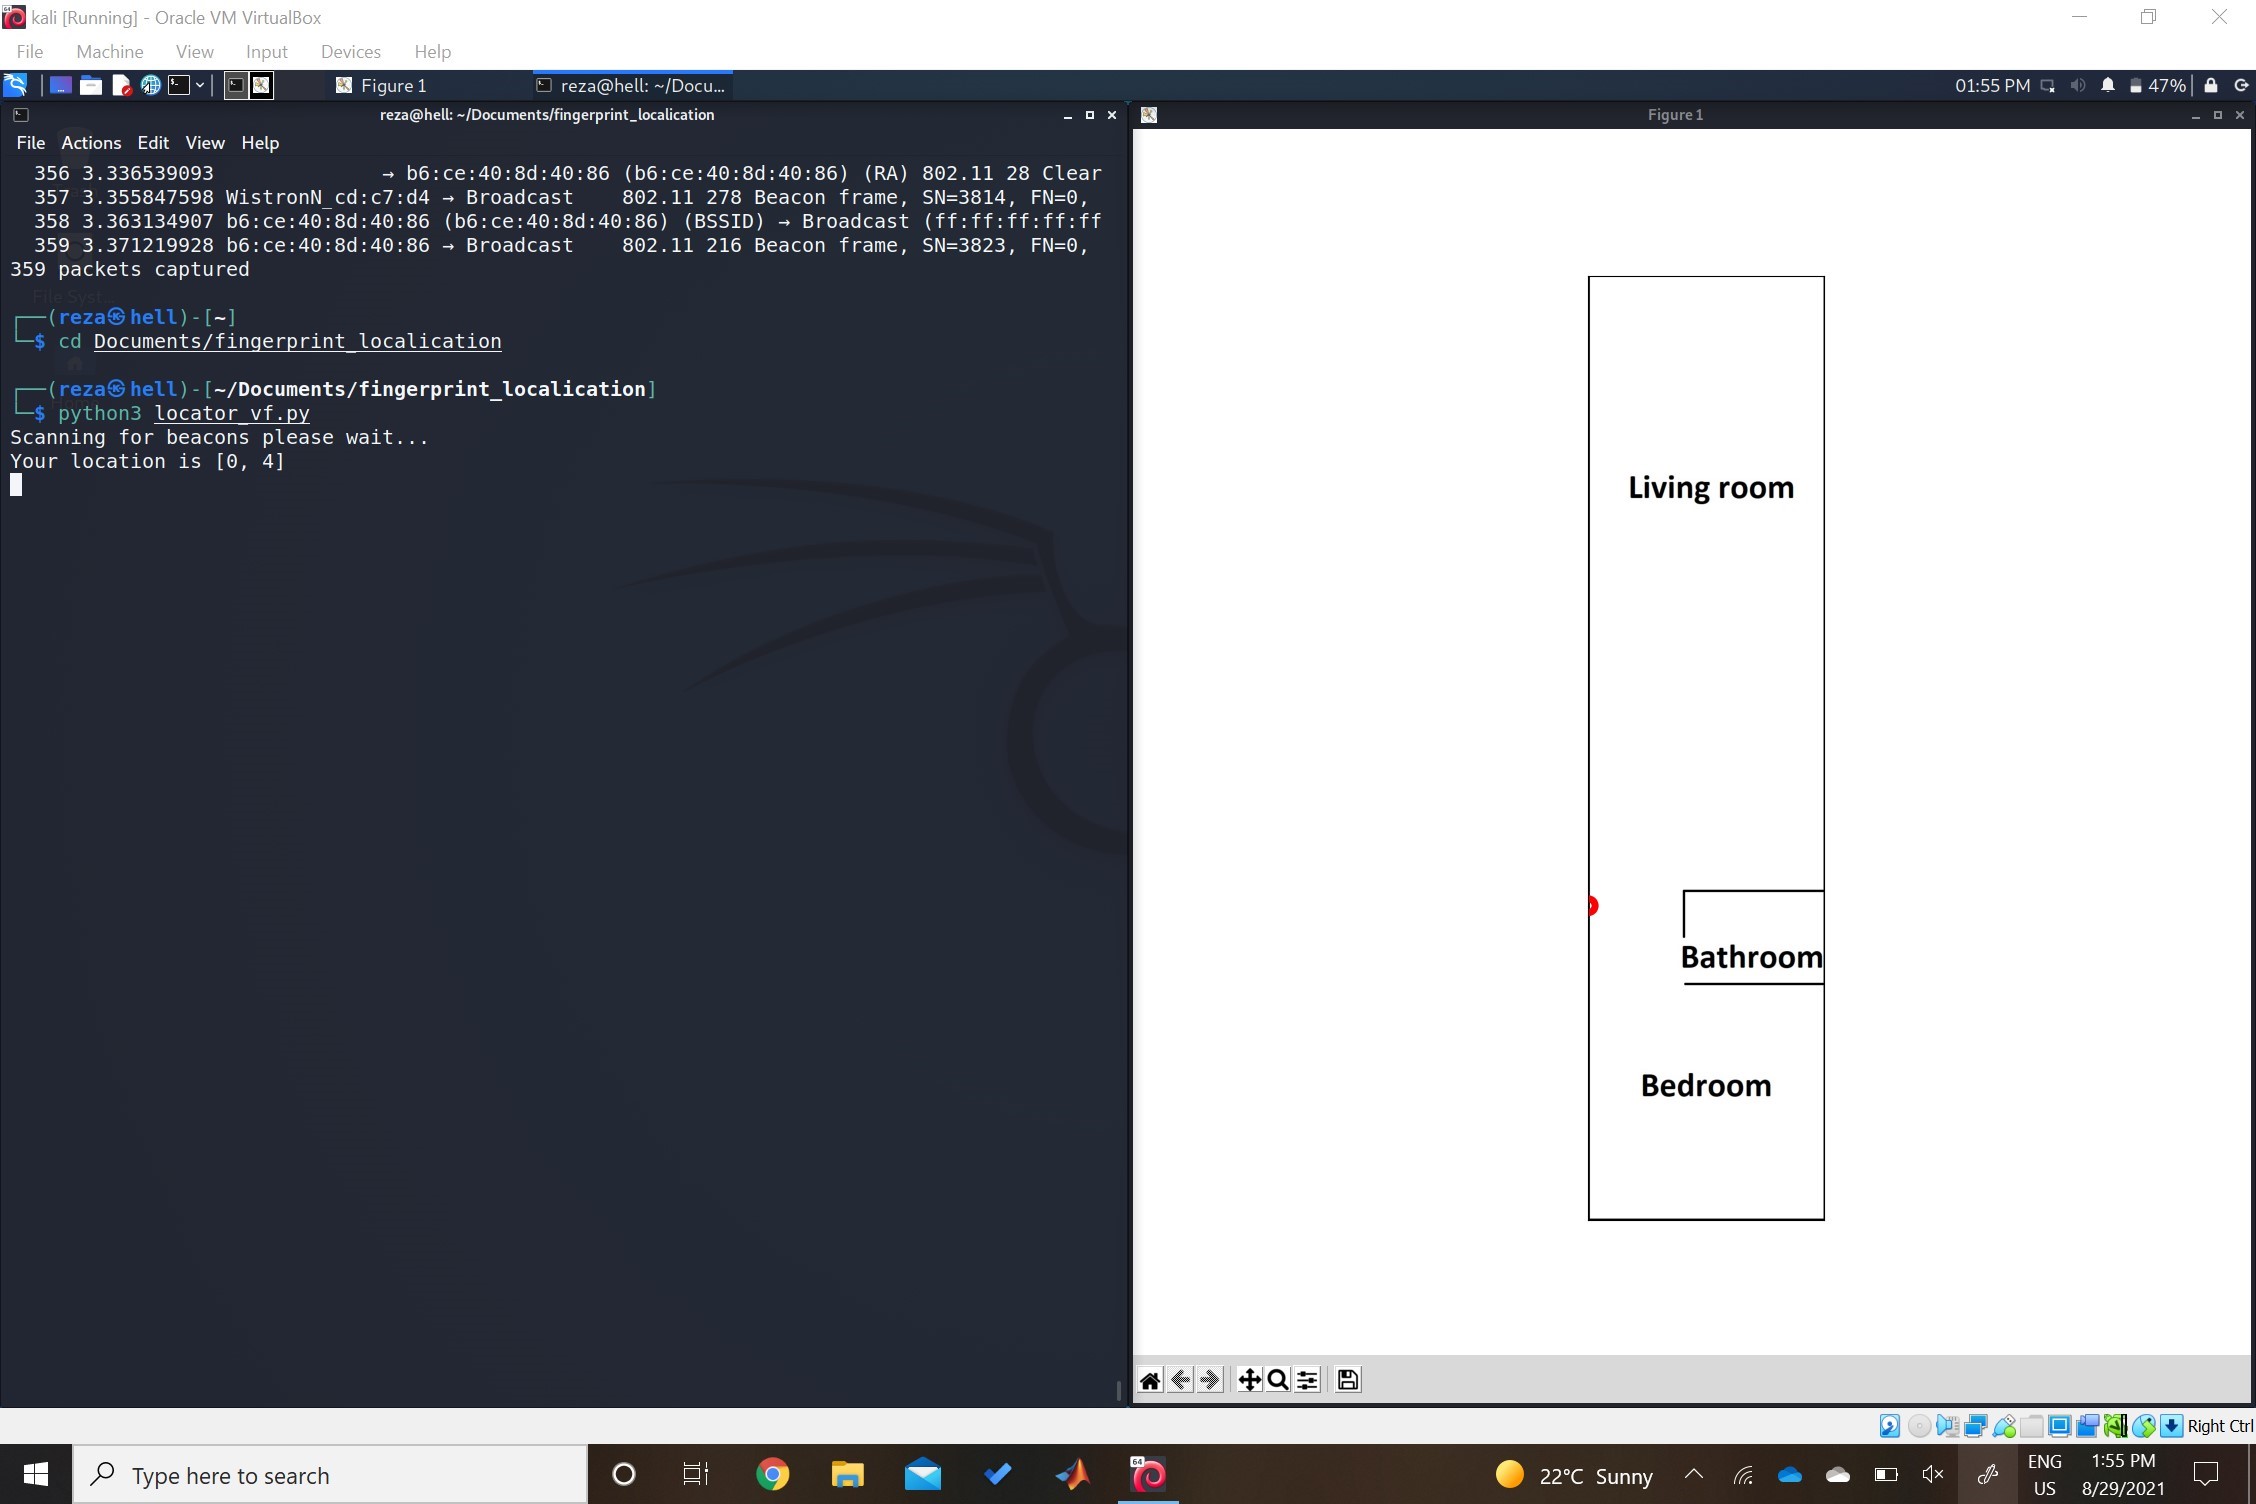 kali [Running] - Oracle VM VirtualBox
File Machine View Input Devices Help
Figure 1
reza@hell: ~/Docu...
01:55 PM
47%
reza@hell: ~/Documents/fingerprint_localication
File Actions Edit View Help
356 3.336539093 → b6:ce:40:8d:40:86 (b6:ce:40:8d:40:86) (RA) 802.11 28 Clear
357 3.355847598 WistronN_cd:c7:d4 → Broadcast 802.11 278 Beacon frame, SN=3814, FN=0,
358 3.363134907 b6:ce:40:8d:40:86 (b6:ce:40:8d:40:86) (BSSID) → Broadcast (ff:ff:ff:ff:ff
359 3.371219928 b6:ce:40:8d:40:86 → Broadcast 802.11 216 Beacon frame, SN=3823, FN=0,
359 packets captured
File Syst...
(reza㉿hell)-[~]
$ cd Documents/fingerprint_localication
(reza㉿hell)-[~/Documents/fingerprint_localication]
$ python3 locator_vf.py
Scanning for beacons please wait...
Your location is [0, 4]
Figure 1
Living room
Bathroom
Bedroom
Right Ctrl
Type here to search
64
22°C Sunny
ENG
US
1:55 PM
8/29/2021